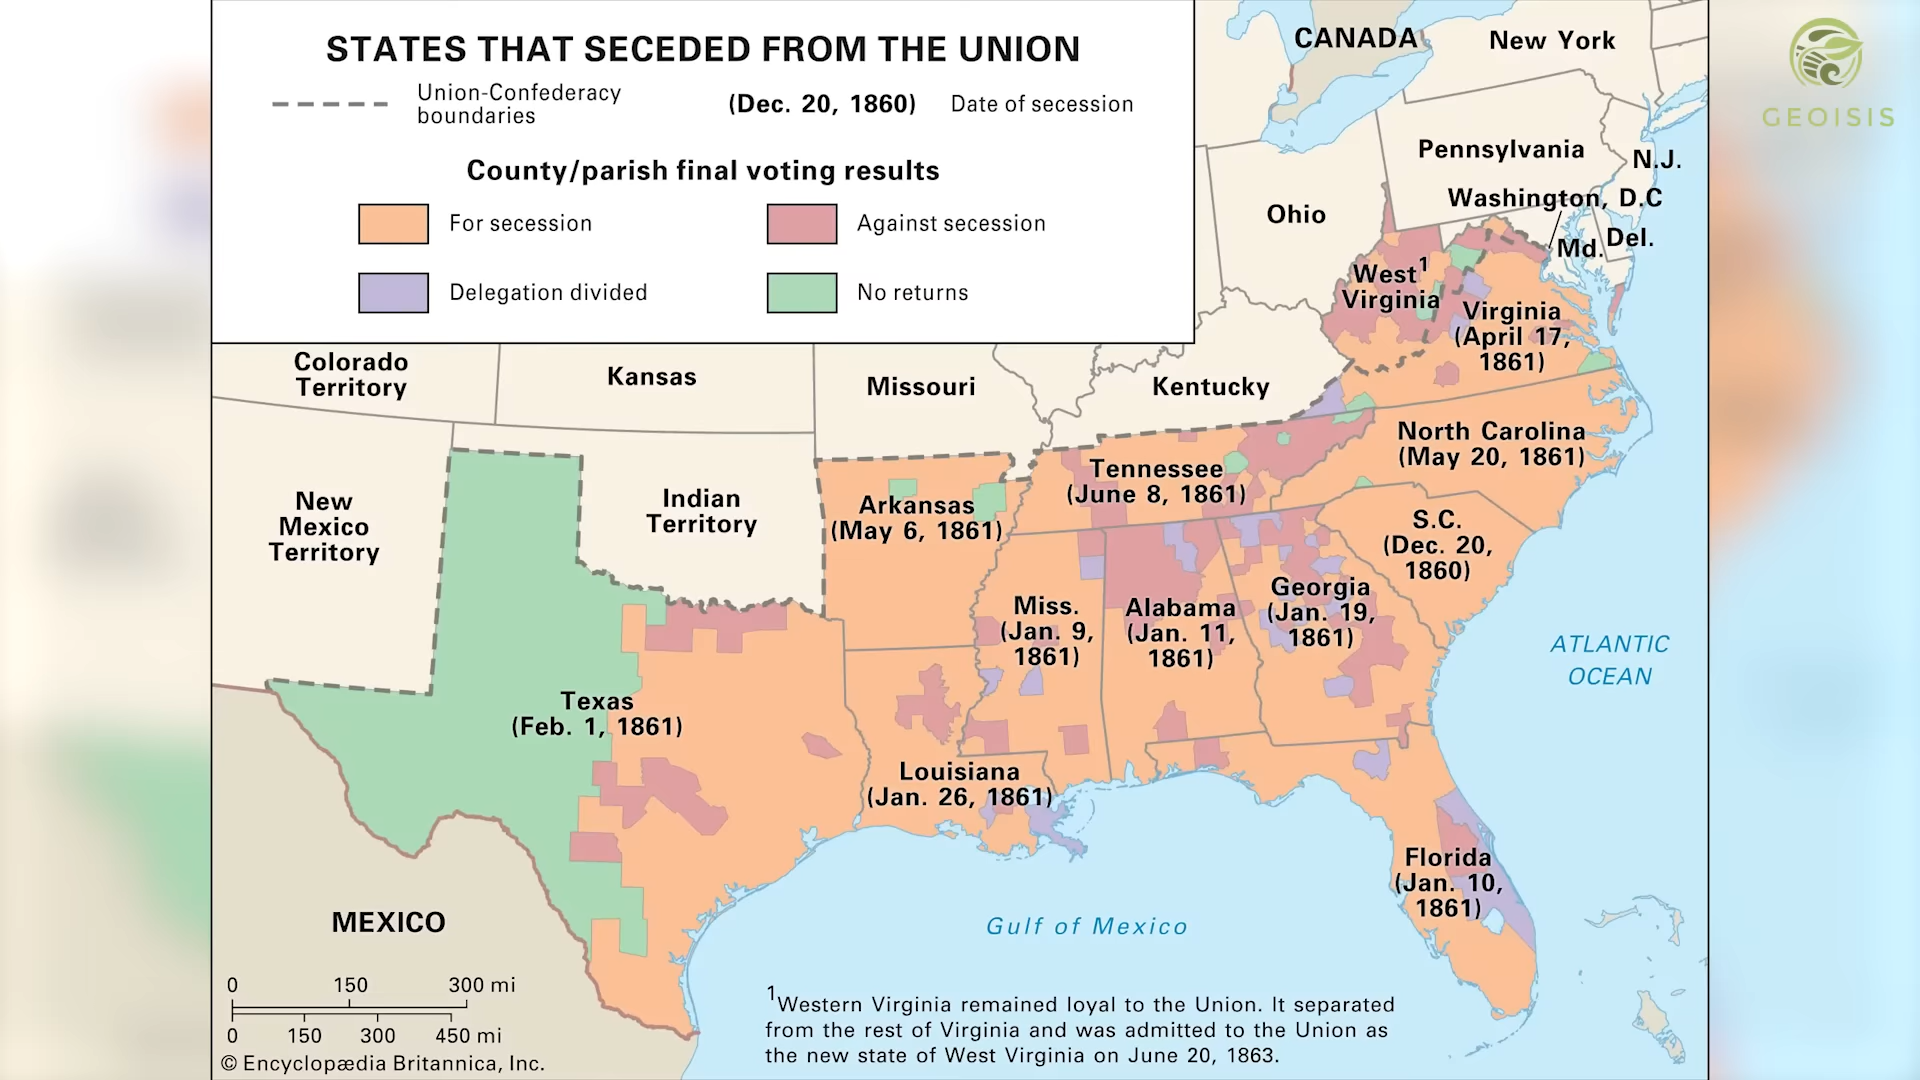 STATES THAT SECEDED FROM THE UNION
Union-Confederacy
boundaries
(Dec. 20, 1860)
Date of secession
County/parish final voting results
For secession
Against secession
Delegation divided
No returns
GEOISIS
CANADA
New York
Pennsylvania
N.J.
Washington, D.C
Ohio
Md.
Del.
West¹
Virginia
Virginia
(April 17,
1861)
Colorado
Territory
Kansas
Missouri
Kentucky
North Carolina
(May 20, 1861)
Tennessee
(June 8, 1861)
New
Mexico
Territory
Indian
Territory
Arkansas
(May 6, 1861)
S.C.
(Dec. 20,
1860)
Miss.
(Jan. 9,
1861)
Alabama
(Jan. 11,
1861)
Georgia
(Jan. 19,
1861)
ATLANTIC
OCEAN
Texas
(Feb. 1, 1861)
Louisiana
(Jan. 26, 1861)
Florida
(Jan. 10,
1861)
MEXICO
Gulf of Mexico
0 150 300 mi
0 150 300 450 mi
© Encyclopædia Britannica, Inc.
¹Western Virginia remained loyal to the Union. It separated
from the rest of Virginia and was admitted to the Union as
the new state of West Virginia on June 20, 1863.